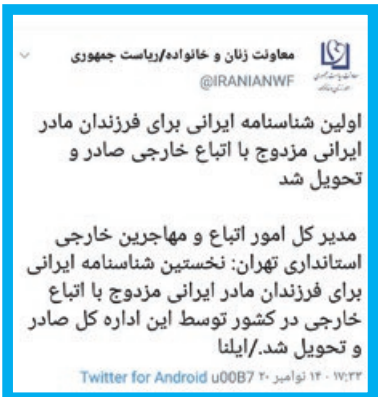 معاونت زنان و خانواده/ریاست جمهوری
@IRANIANWF
اولین شناسنامه ایرانی برای فرزندان مادر
ایرانی مزدوج با اتباع خارجی صادر و
تحویل شد
مدیر کل امور اتباع و مهاجرین خارجی
استانداری تهران: نخستین شناسنامه ایرانی
برای فرزندان مادر ایرانی مزدوج با اتباع
خارجی در کشور توسط این اداره کل صادر
و تحویل شد./ایلنا
۱۷:۳۳ - ۱۴ نوامبر ۲۰ u00B7 Twitter for Android